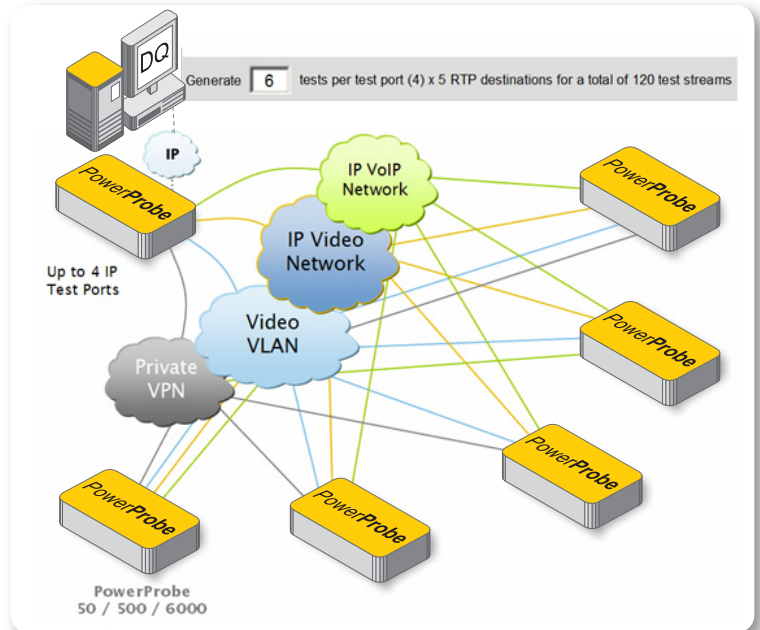 DQ
Generate 6 tests per test port (4) x 5 RTP destinations for a total of 120 test streams
IP
PowerProbe
Up to 4 IP
Test Ports
IP VoIP
Network
IP Video
Network
Video
VLAN
Private
VPN
PowerProbe
PowerProbe
PowerProbe
PowerProbe
PowerProbe
PowerProbe
50 / 500 / 6000